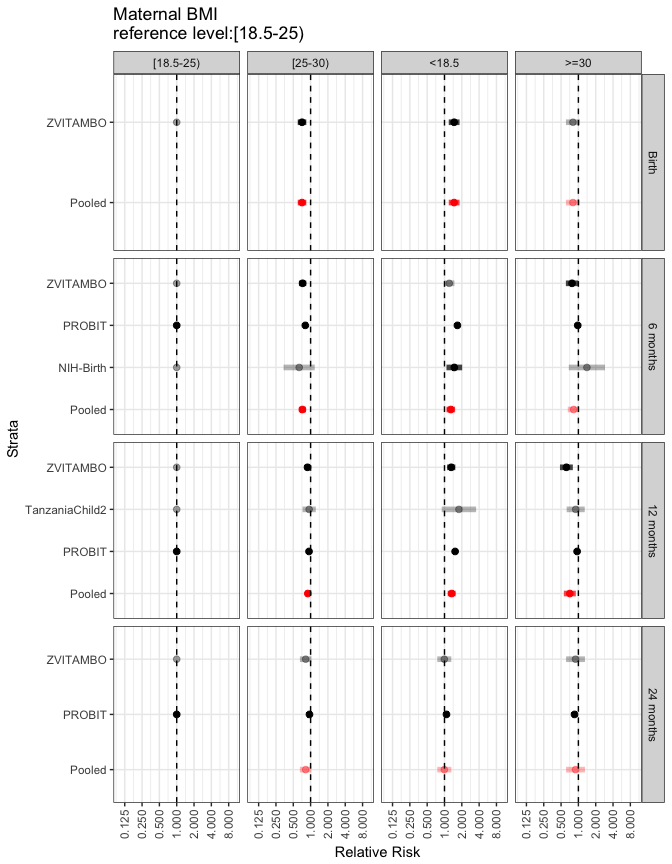 Maternal BMI
reference level:[18.5-25)
[18.5-25)
[25-30)
<18.5
>=30
ZVITAMBO
Pooled
Birth
ZVITAMBO
PROBIT
NIH-Birth
Pooled
6 months
ZVITAMBO
TanzaniaChild2
PROBIT
Pooled
12 months
ZVITAMBO
PROBIT
Pooled
24 months
Strata
0.125 0.250 0.500 1.000 2.000 4.000 8.000
0.125 0.250 0.500 1.000 2.000 4.000 8.000
0.125 0.250 0.500 1.000 2.000 4.000 8.000
0.125 0.250 0.500 1.000 2.000 4.000 8.000
Relative Risk